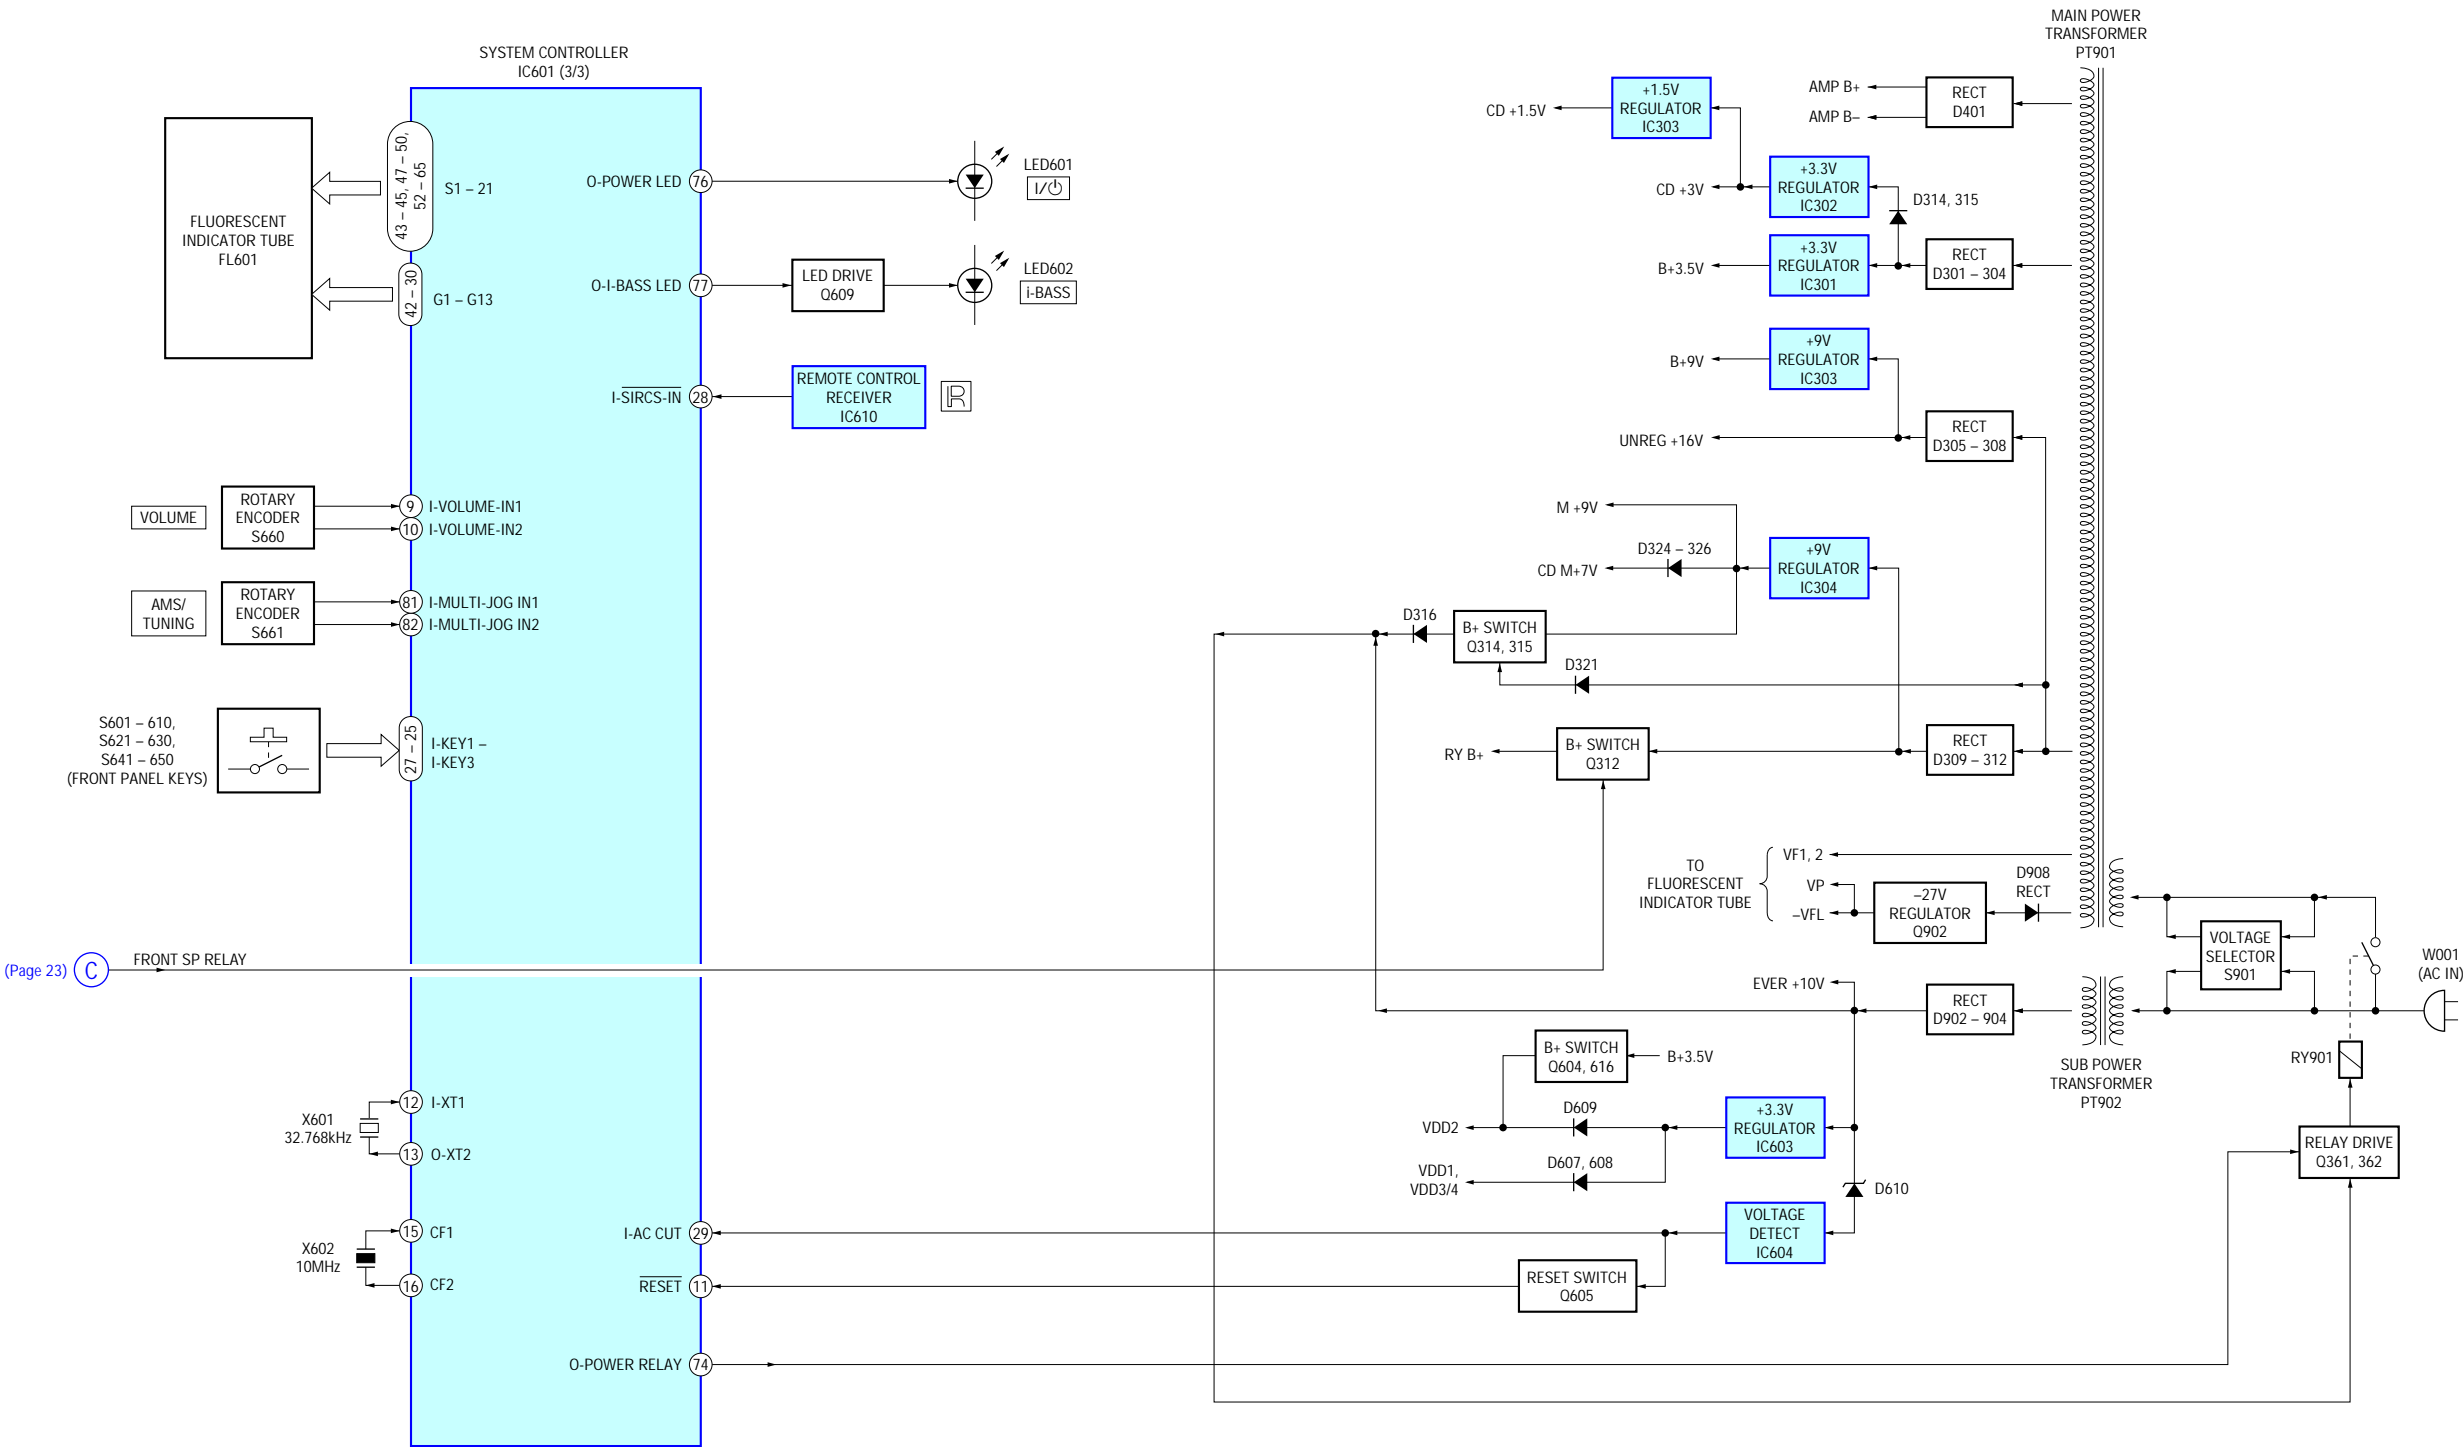 SYSTEM CONTROLLER
IC601 (3/3)
FLUORESCENT
INDICATOR TUBE
FL601
43 – 45, 47 – 50,
52 – 65
S1 – 21
42 – 30
G1 – G13
O-POWER LED 76
LED601
I/
O-I-BASS LED 77
LED DRIVE
Q609
LED602
i-BASS
I-SIRCS-IN 28
REMOTE CONTROL
RECEIVER
IC610
R
VOLUME
ROTARY
ENCODER
S660
9 I-VOLUME-IN1
10 I-VOLUME-IN2
AMS/
TUNING
ROTARY
ENCODER
S661
81 I-MULTI-JOG IN1
82 I-MULTI-JOG IN2
S601 – 610,
S621 – 630,
S641 – 650
(FRONT PANEL KEYS)
27 – 25
I-KEY1 –
I-KEY3
(Page 23) C FRONT SP RELAY
X601
32.768kHz
12 I-XT1
13 O-XT2
X602
10MHz
15 CF1
16 CF2
I-AC CUT 29
RESET 11
O-POWER RELAY 74
MAIN POWER
TRANSFORMER
PT901
AMP B+
AMP B–
RECT
D401
CD +1.5V
+1.5V
REGULATOR
IC303
CD +3V
+3.3V
REGULATOR
IC302
D314, 315
B+3.5V
+3.3V
REGULATOR
IC301
RECT
D301 – 304
B+9V
+9V
REGULATOR
IC303
UNREG +16V
RECT
D305 – 308
M +9V
D324 – 326
CD M+7V
+9V
REGULATOR
IC304
D316
B+ SWITCH
Q314, 315
D321
RY B+
B+ SWITCH
Q312
RECT
D309 – 312
TO
FLUORESCENT
INDICATOR TUBE
VF1, 2
VP
–VFL
–27V
REGULATOR
Q902
D908
RECT
VOLTAGE
SELECTOR
S901
W001
(AC IN)
EVER +10V
RECT
D902 – 904
SUB POWER
TRANSFORMER
PT902
RY901
B+ SWITCH
Q604, 616
B+3.5V
VDD2
D609
+3.3V
REGULATOR
IC603
VDD1,
VDD3/4
D607, 608
D610
VOLTAGE
DETECT
IC604
RESET SWITCH
Q605
RELAY DRIVE
Q361, 362